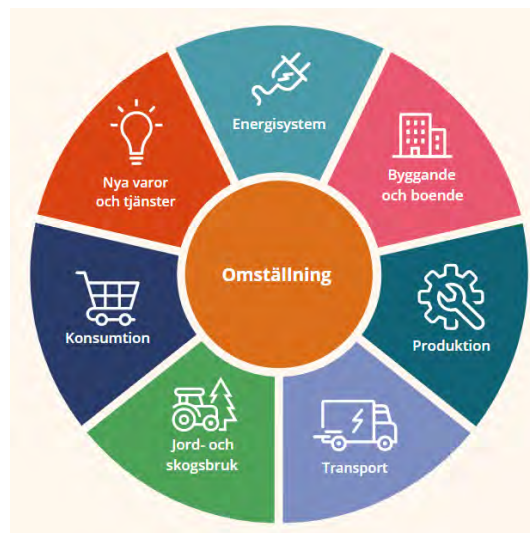 Energisystem
Byggande
och boende
Produktion
Transport
Jord- och
skogsbruk
Konsumtion
Nya varor
och tjänster
Omställning